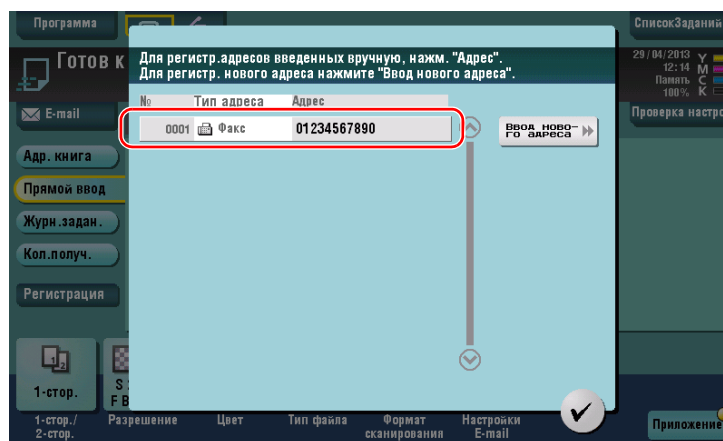 Программа
СписокЗаданий
Готов к
Для регистр.адресов введенных вручную, нажм. "Адрес".
Для регистр. нового адреса нажмите "Ввод нового адреса".
29/04/2013
12:14
Память
100%
Y
M
C
K
E-mail
№ Тип адреса Адрес
0001 Факс 01234567890
Ввод ново-
го адреса
Проверка настро
Адр. книга
Прямой ввод
Журн.задан.
Кол.получ.
Регистрация
1-стор.
S
F B
1-стор./
2-стор.
Разрешение
Цвет
Тип файла
Формат
сканирования
Настройки
E-mail
Приложение